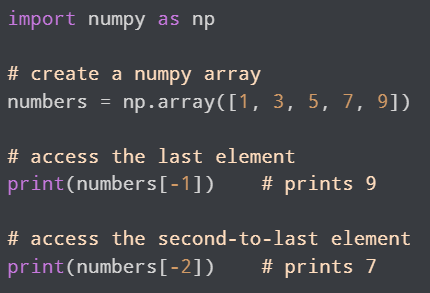 import numpy as np
# create a numpy array
numbers = np.array([1, 3, 5, 7, 9])
# access the last element
print(numbers[-1])    # prints 9
# access the second-to-last element
print(numbers[-2])    # prints 7